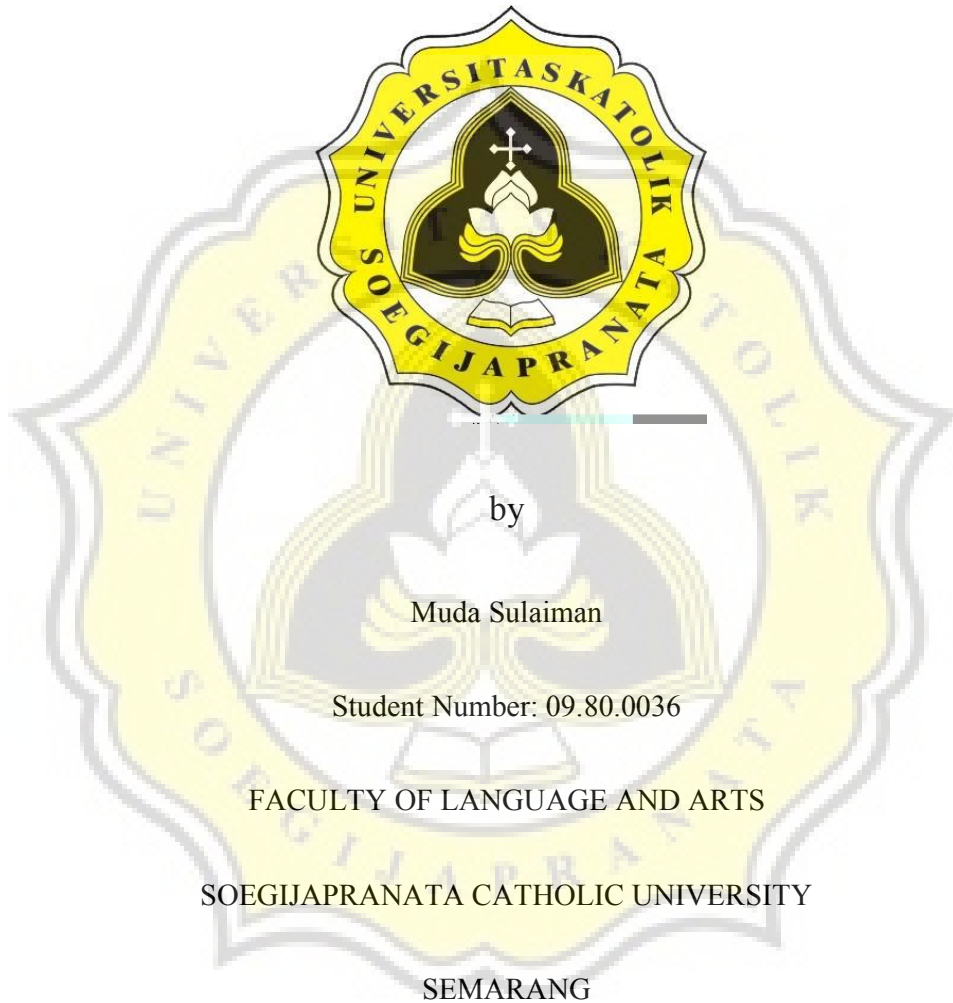 UNIVERSITAS KATOLIK
SOEGIJAPRANATA
by
Muda Sulaiman
Student Number: 09.80.0036
FACULTY OF LANGUAGE AND ARTS
SOEGIJAPRANATA CATHOLIC UNIVERSITY
SEMARANG